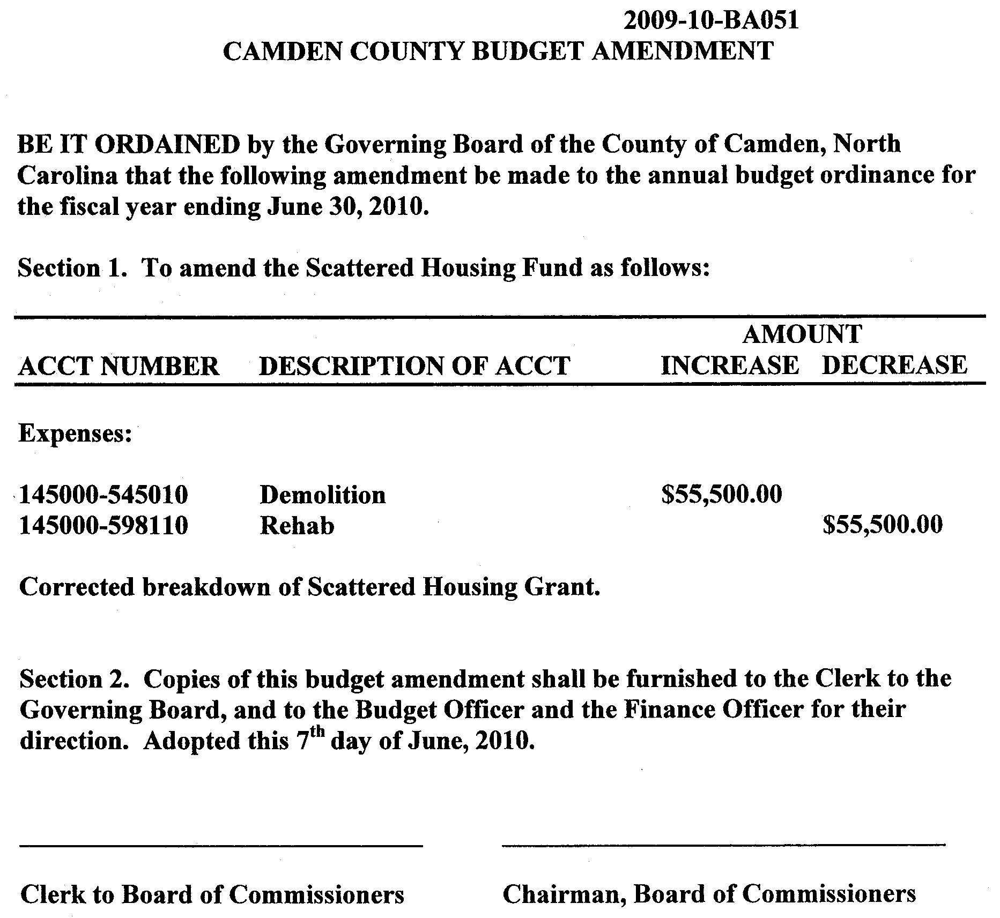 2009-10-BA051
CAMDEN COUNTY BUDGET AMENDMENT
BE IT ORDAINED by the Governing Board of the County of Camden, North
Carolina that the following amendment be made to the annual budget ordinance for
the fiscal year ending June 30, 2010.
Section 1. To amend the Scattered Housing Fund as follows:
AMOUNT
ACCT NUMBER DESCRIPTION OF ACCT INCREASE DECREASE
Expenses:
145000-545010 Demolition $55,500.00
145000-598110 Rehab $55,500.00
Corrected breakdown of Scattered Housing Grant.
Section 2. Copies of this budget amendment shall be furnished to the Clerk to the
Governing Board, and to the Budget Officer and the Finance Officer for their
direction. Adopted this 7th day of June, 2010.
Clerk to Board of Commissioners Chairman, Board of Commissioners